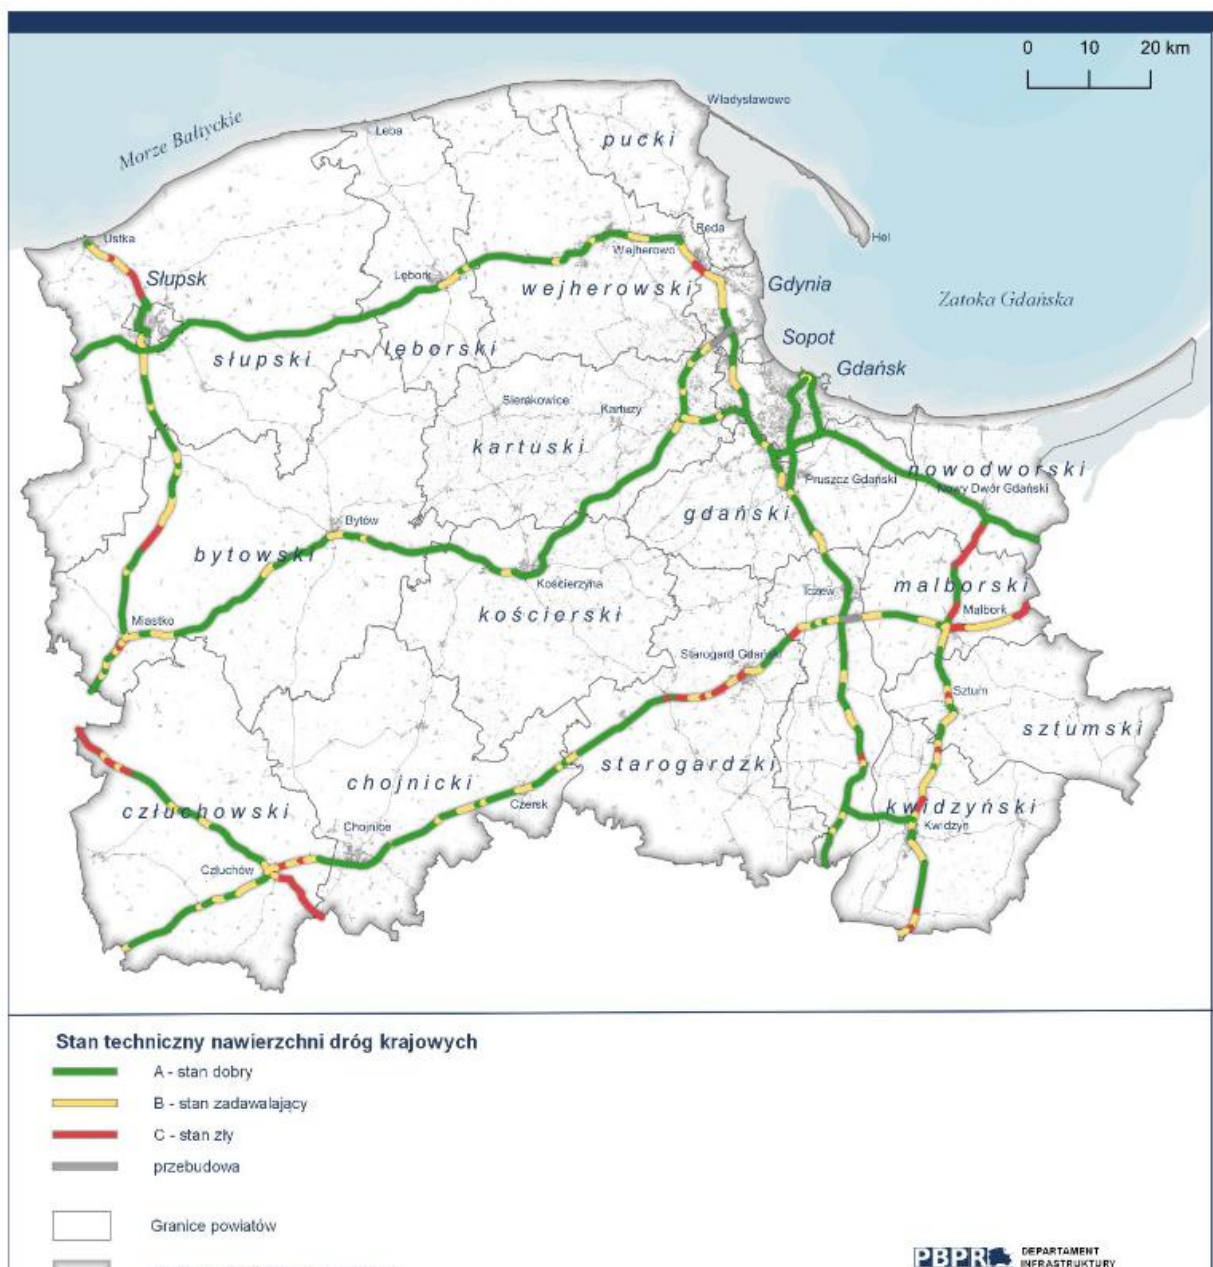 0 10 20 km
Władysławowo
Łeba
Morze Bałtyckie
pucki
Reda
Ustka
Hel
Wejherowo
Słupsk
Lębork
wejherowski
Gdynia
Zatoka Gdańska
Sopot
słupski
lęborski
Gdańsk
Sierakowice
Kartuzy
kartuski
nowodworski
Pruszcz Gdański
Nowy Dwór Gdański
gdański
Bytów
bytowski
Kościerzyna
malborski
Tczew
kościerski
Malbork
Miastko
Starogard Gdański
Sztum
sztumski
starogardzki
chojnicki
człuchowski
Czersk
kwidzyński
Chojnice
Kwidzyn
Człuchów
Stan techniczny nawierzchni dróg krajowych
A - stan dobry
B - stan zadawalający
C - stan zły
przebudowa
Granice powiatów
PBPR
DEPARTAMENT
INFRASTRUKTURY